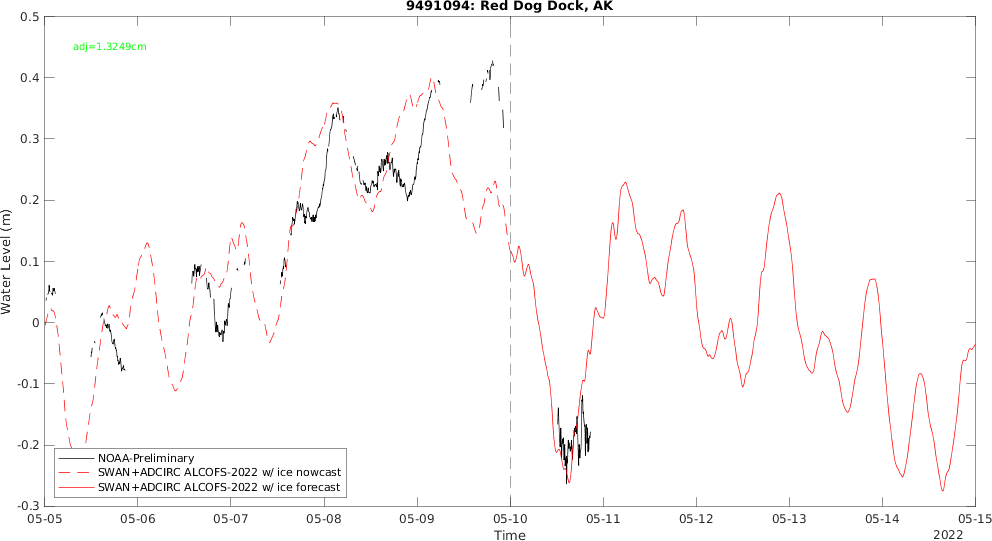 9491094: Red Dog Dock, AK
adj=1.3249cm
0.5
0.4
0.3
0.2
0.1
0
-0.1
-0.2
-0.3
Water Level (m)
NOAA-Preliminary
SWAN+ADCIRC ALCOFS-2022 w/ ice nowcast
SWAN+ADCIRC ALCOFS-2022 w/ ice forecast
05-05 05-06 05-07 05-08 05-09 05-10 05-11 05-12 05-13 05-14 05-15
Time
2022